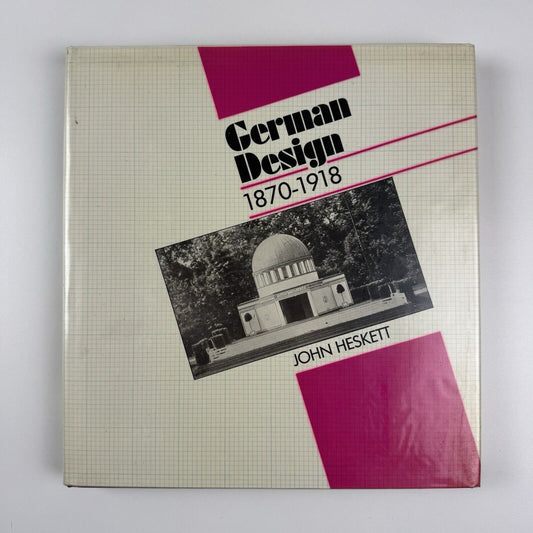 German
Design
1870-1918
JOHN HESKETT